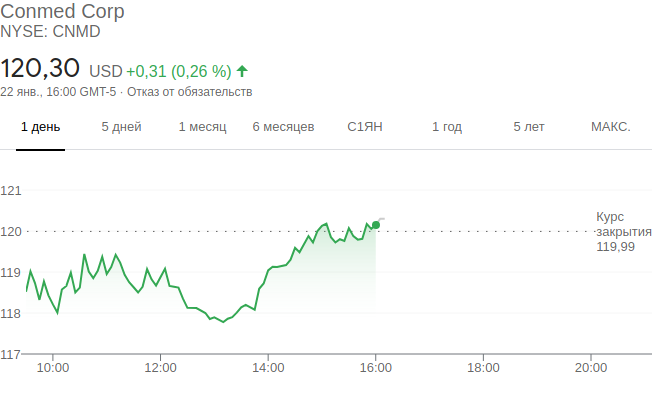 Conmed Corp
NYSE: CNMD
120,30 USD +0,31 (0,26 %)
22 янв., 16:00 GMT-5 · Отказ от обязательств
1 день 5 дней 1 месяц 6 месяцев С1ЯН 1 год 5 лет МАКС.
121
Курс
120 закрытия
119,99
119
118
117
10:00 12:00 14:00 16:00 18:00 20:00